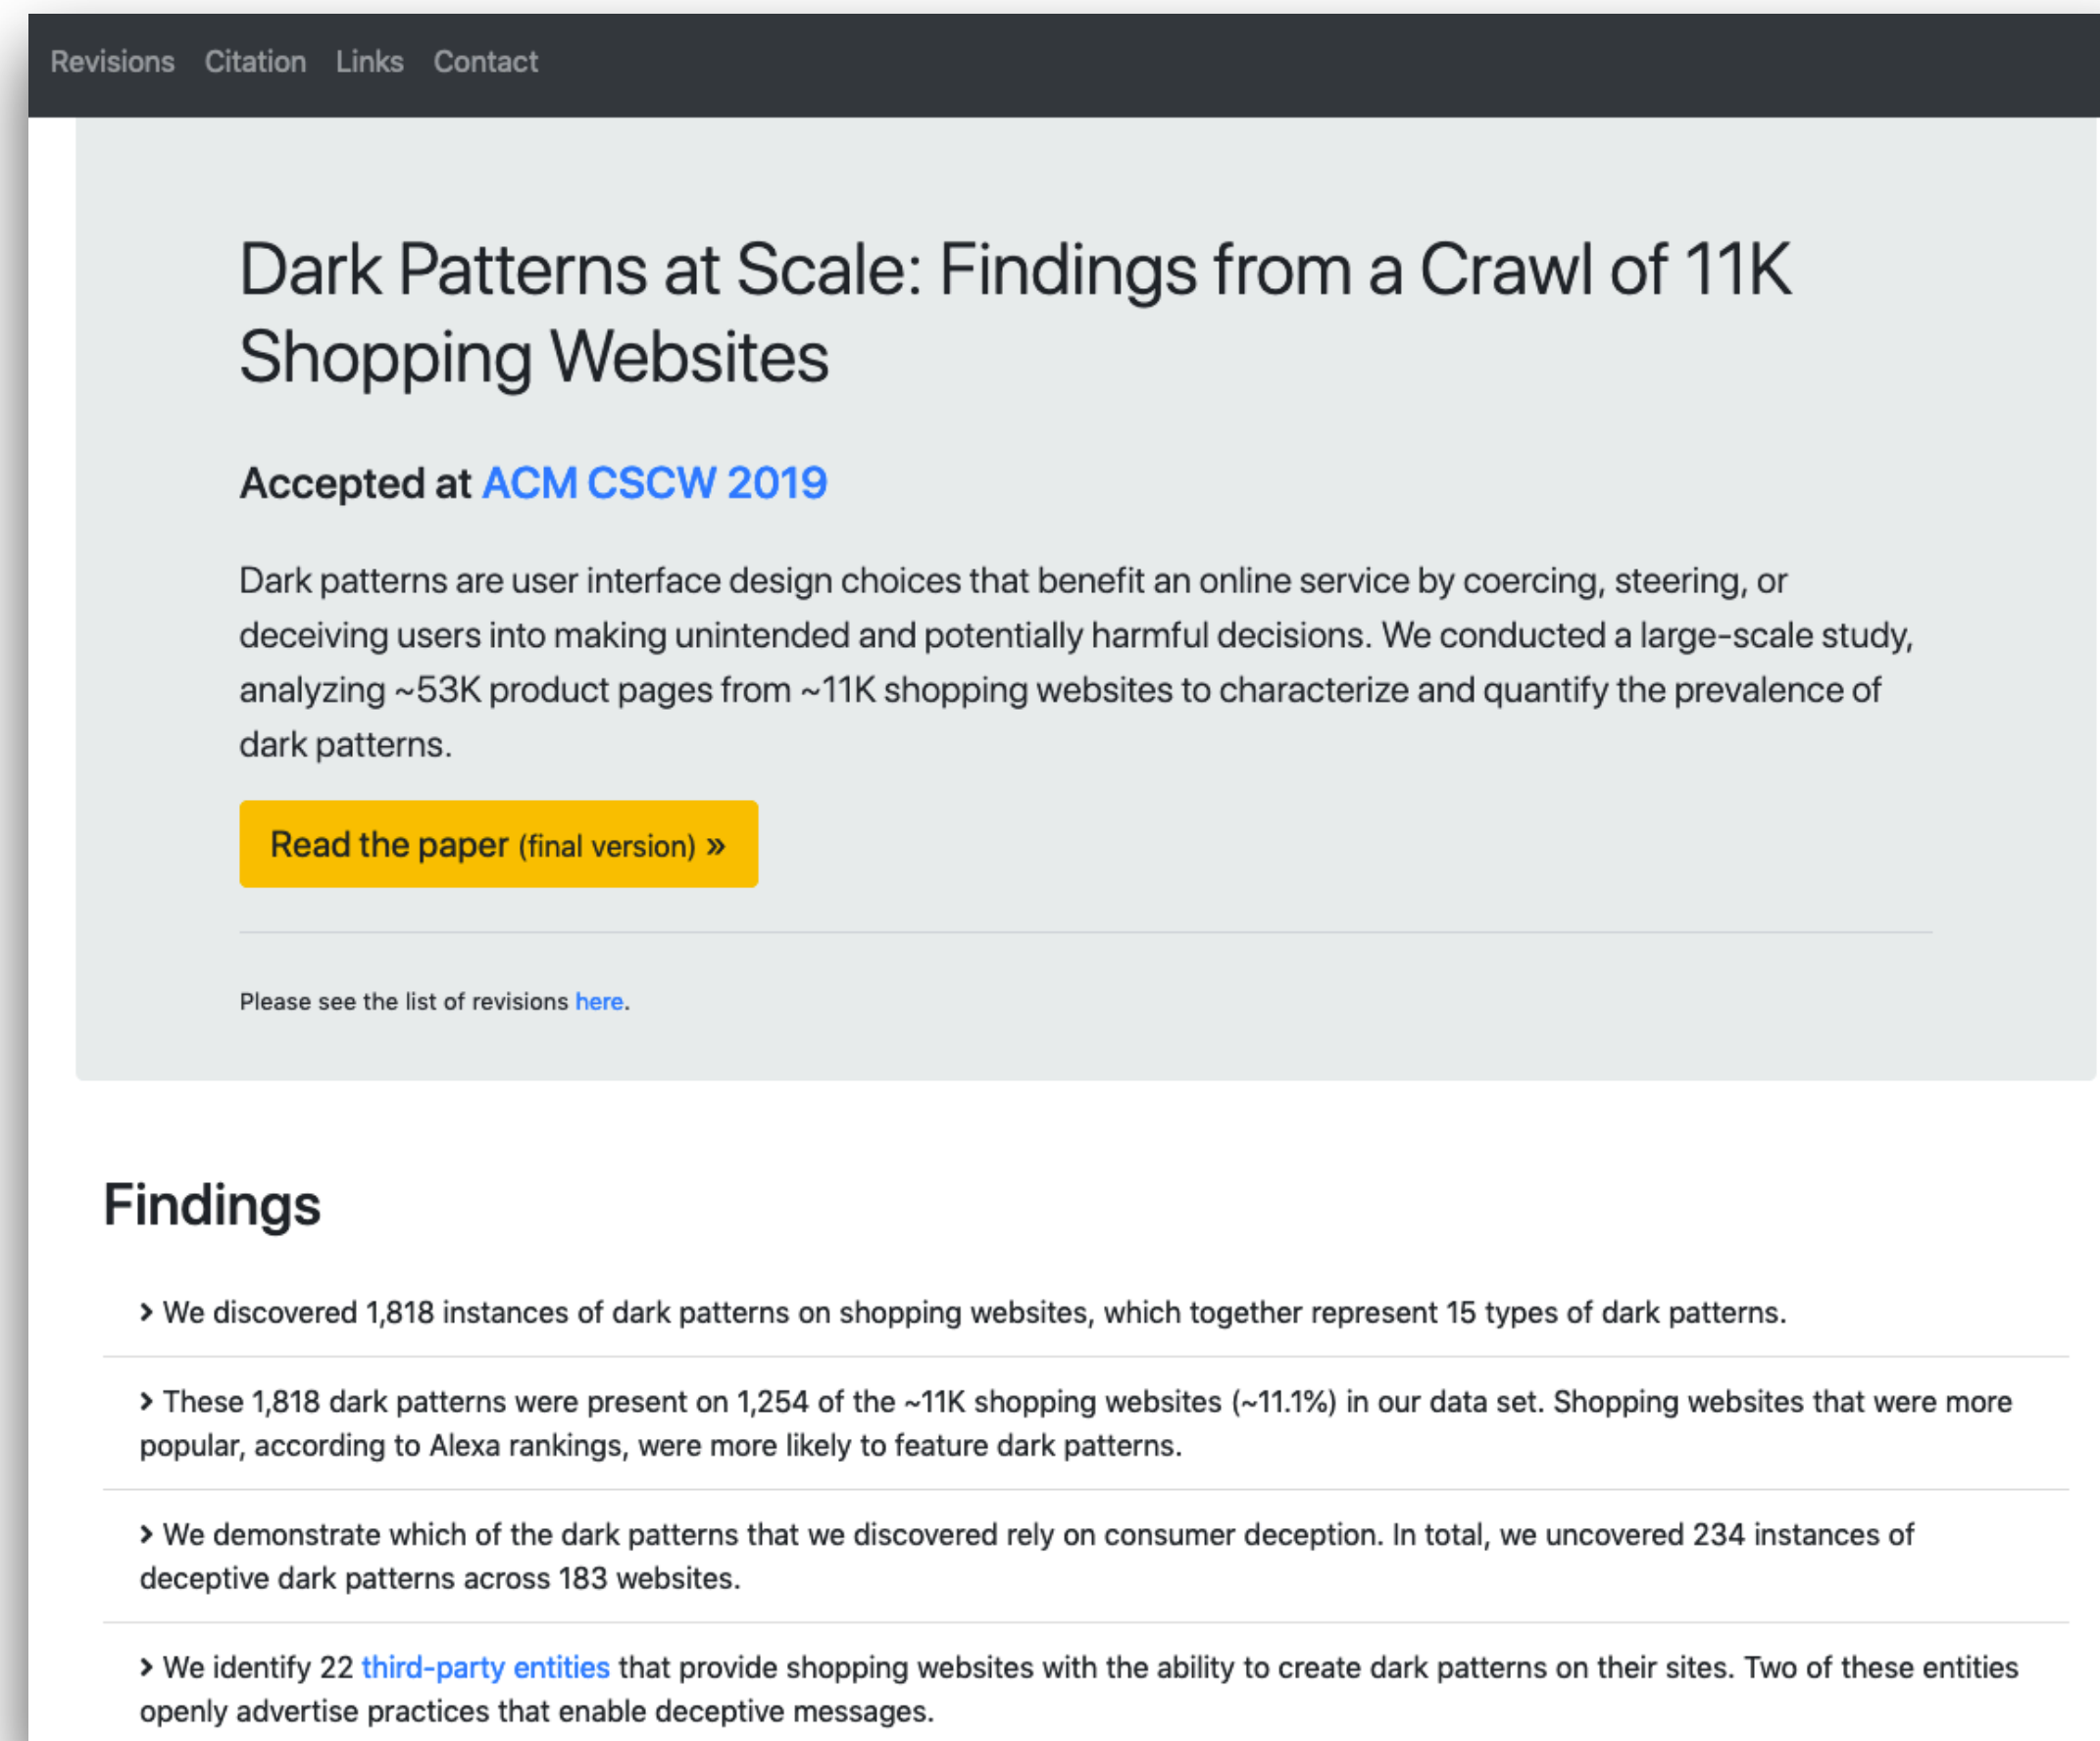 Revisions Citation Links Contact
Dark Patterns at Scale: Findings from a Crawl of 11K
Shopping Websites
Accepted at ACM CSCW 2019
Dark patterns are user interface design choices that benefit an online service by coercing, steering, or
deceiving users into making unintended and potentially harmful decisions. We conducted a large-scale study,
analyzing ~53K product pages from ~11K shopping websites to characterize and quantify the prevalence of
dark patterns.
Read the paper (final version) »
Please see the list of revisions here.
Findings
> We discovered 1,818 instances of dark patterns on shopping websites, which together represent 15 types of dark patterns.
> These 1,818 dark patterns were present on 1,254 of the ~11K shopping websites (~11.1%) in our data set. Shopping websites that were more
popular, according to Alexa rankings, were more likely to feature dark patterns.
> We demonstrate which of the dark patterns that we discovered rely on consumer deception. In total, we uncovered 234 instances of
deceptive dark patterns across 183 websites.
> We identify 22 third-party entities that provide shopping websites with the ability to create dark patterns on their sites. Two of these entities
openly advertise practices that enable deceptive messages.